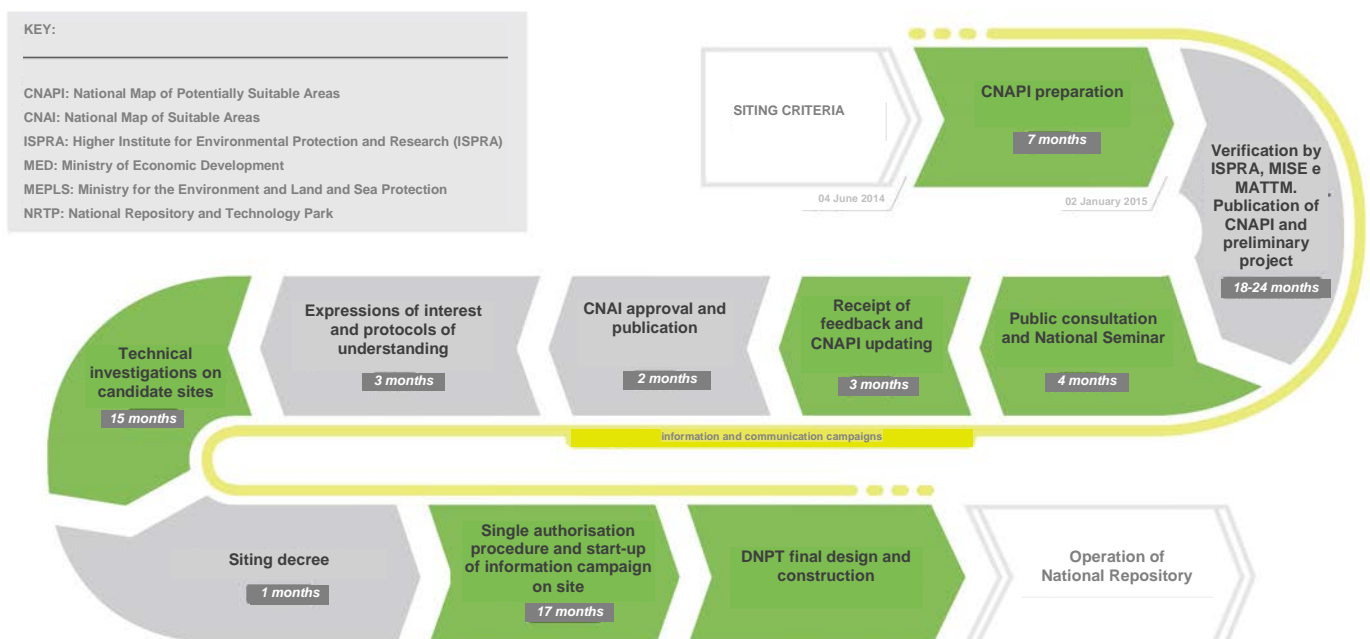 KEY:
CNAPI: National Map of Potentially Suitable Areas
CNAI: National Map of Suitable Areas
ISPRA: Higher Institute for Environmental Protection and Research (ISPRA)
MED: Ministry of Economic Development
MEPLS: Ministry for the Environment and Land and Sea Protection
NRTP: National Repository and Technology Park
SITING CRITERIA
04 June 2014
CNAPI preparation
7 months
02 January 2015
Verification by
ISPRA, MISE e
MATTM.
Publication of
CNAPI and
preliminary
project
18-24 months
Public consultation
and National Seminar
4 months
Receipt of
feedback and
CNAPI updating
3 months
CNAI approval and
publication
2 months
Expressions of interest
and protocols of
understanding
3 months
Technical
investigations on
candidate sites
15 months
information and communication campaigns
Siting decree
1 months
Single authorisation
procedure and start-up
of information campaign
on site
17 months
DNPT final design and
construction
Operation of
National Repository